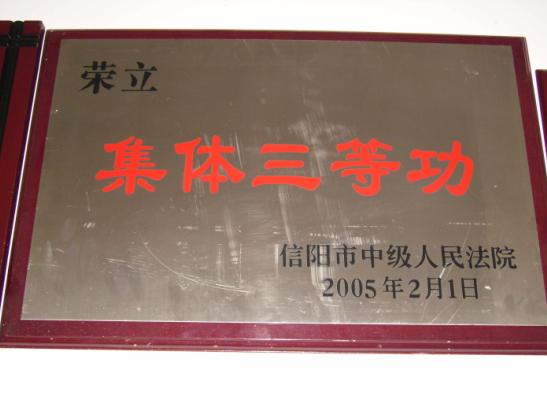 荣立
集体三等功
信阳市中级人民法院
2005年2月1日